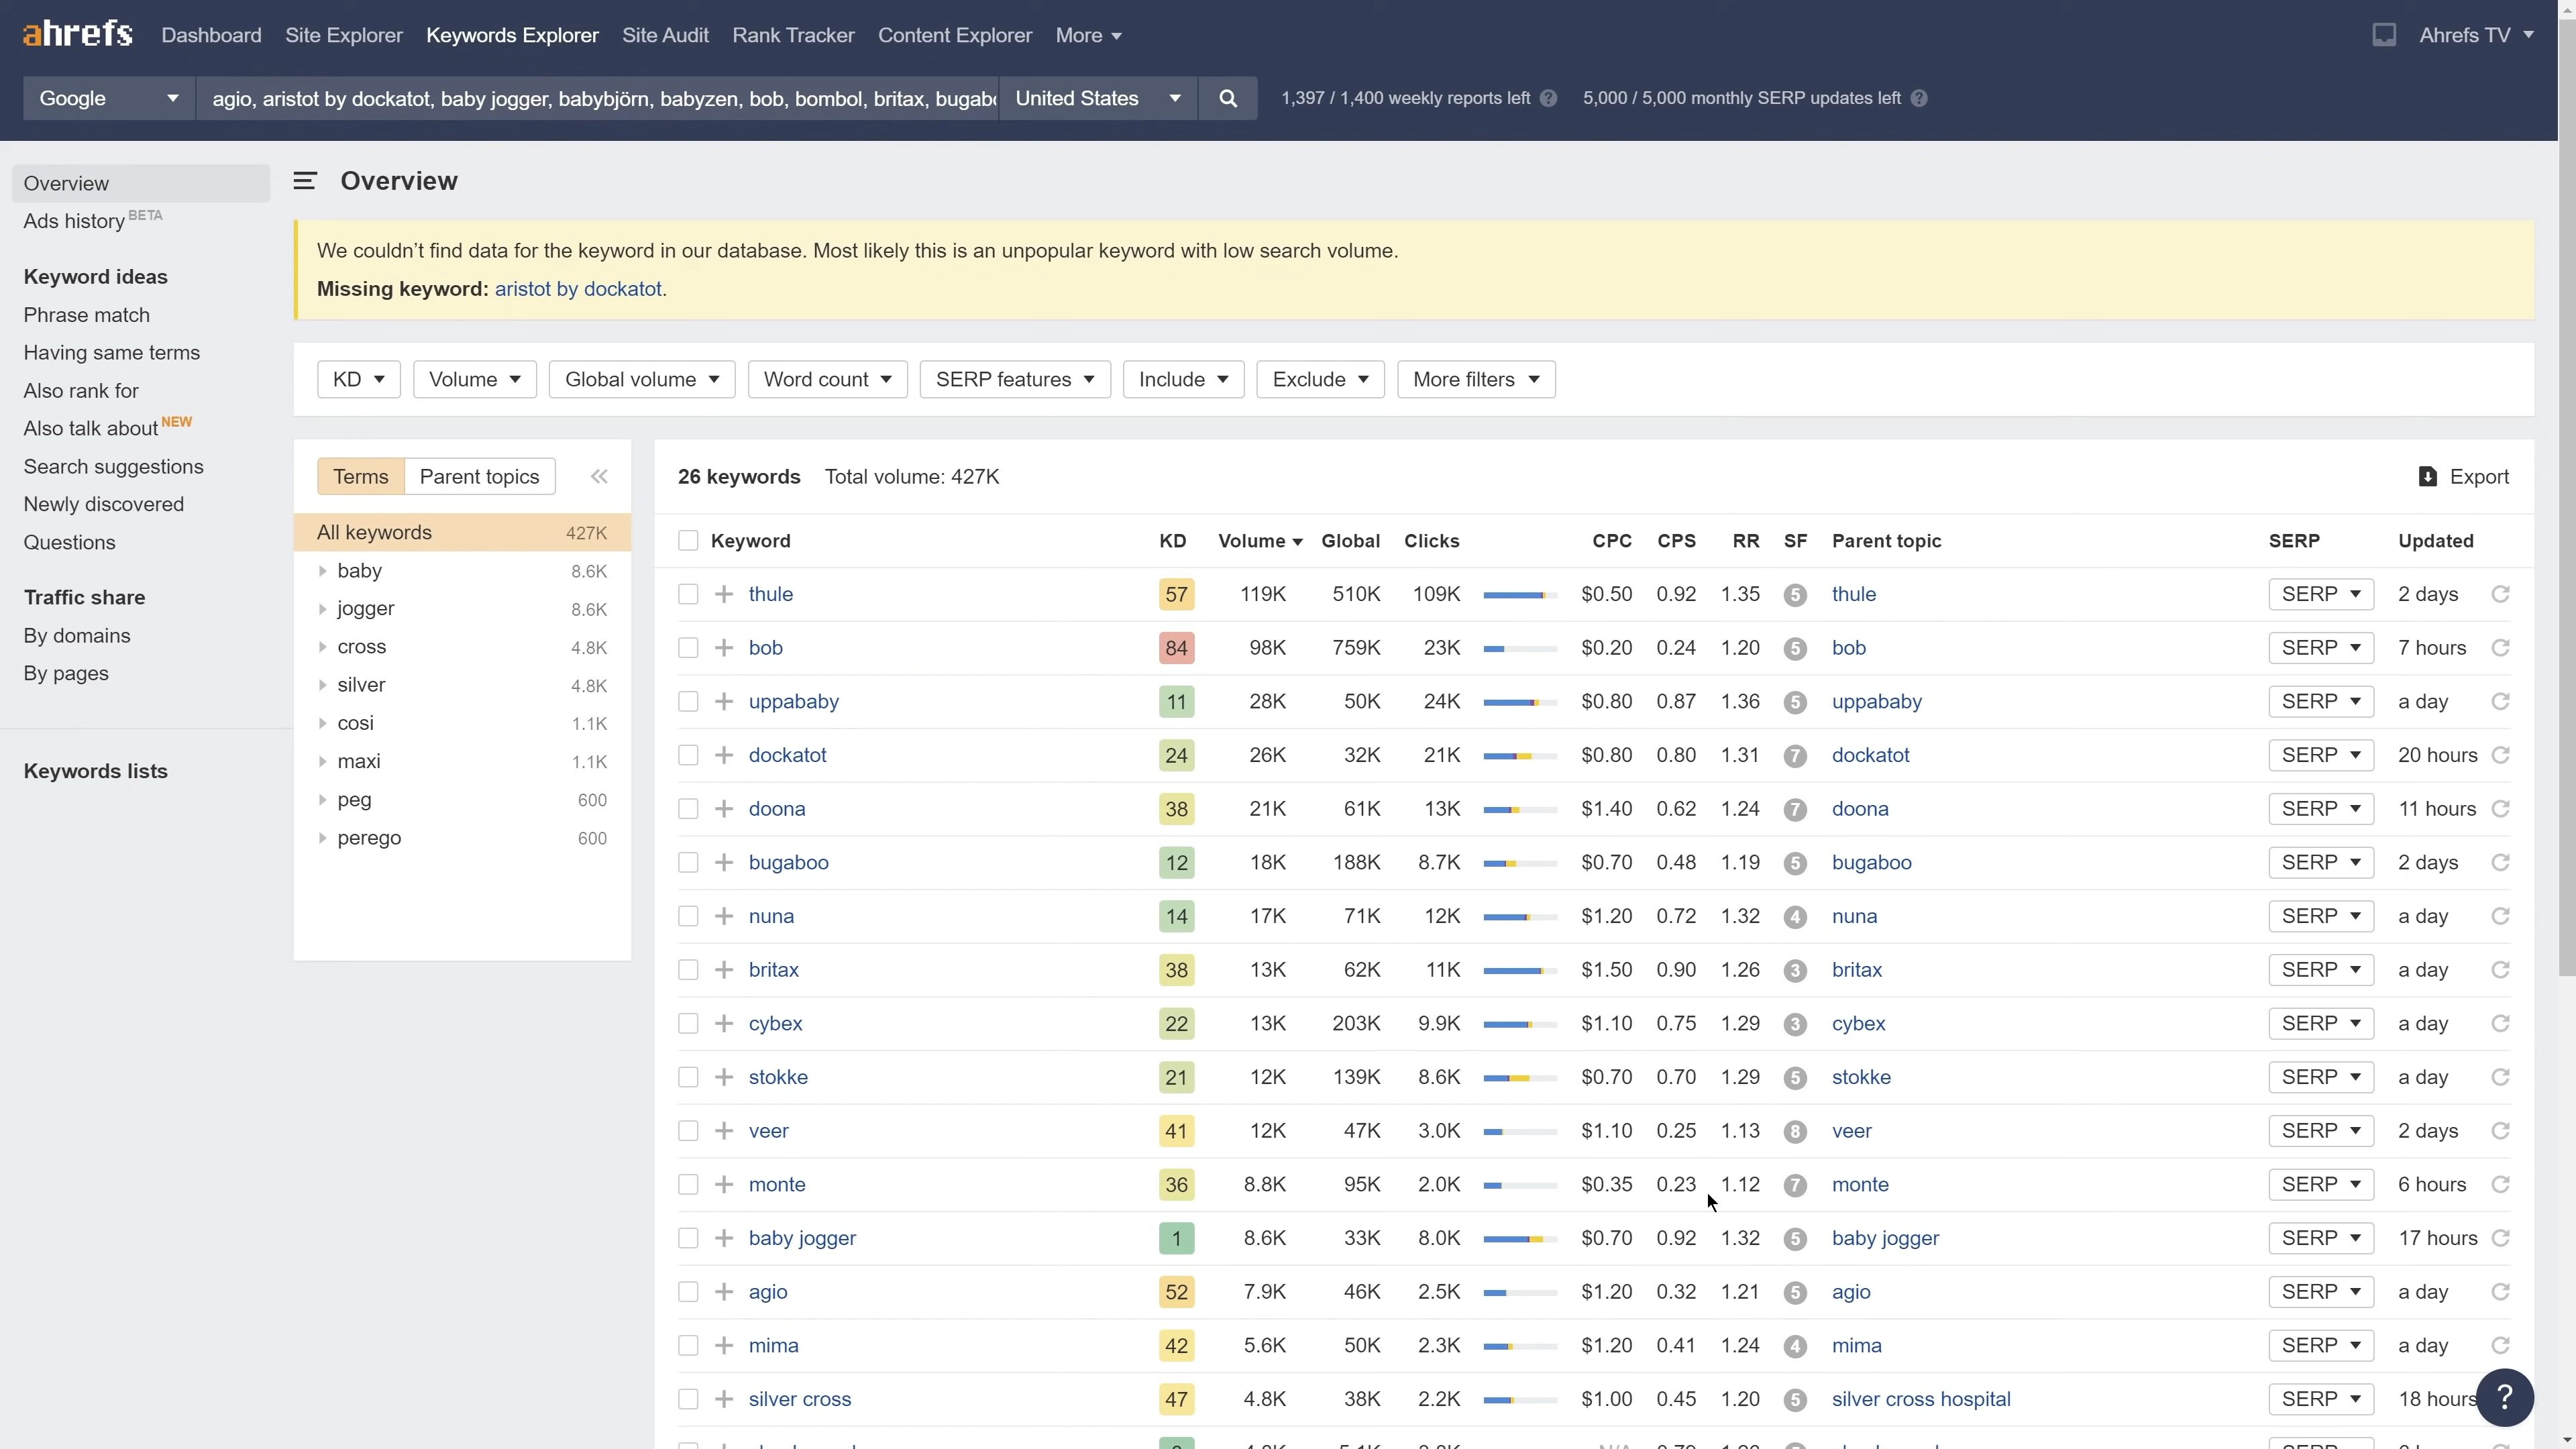 ahrefs Dashboard Site Explorer Keywords Explorer Site Audit Rank Tracker Content Explorer More Ahrefs TV
Google agio, aristot by dockatot, baby jogger, babybjörn, babyzen, bob, bombol, britax, United States 1,397 / 1,400 weekly reports left ? 5,000 / 5,000 monthly SERP updates left ?
Overview
Ads history BETA
Keyword ideas
Phrase match
Having same terms
Also rank for
Also talk about NEW
Search suggestions
Newly discovered
Questions
Traffic share
By domains
By pages
Keywords lists
Overview
We couldn't find data for the keyword in our database. Most likely this is an unpopular keyword with low search volume.
Missing keyword: aristot by dockatot.
KD Volume Global volume Word count SERP features Include Exclude More filters
Terms Parent topics
All keywords 427K
baby 8.6K
jogger 8.6K
cross 4.8K
silver 4.8K
cosi 1.1K
maxi 1.1K
peg 600
perego 600
26 keywords Total volume: 427K Export
Keyword KD Volume Global Clicks CPC CPS RR SF Parent topic SERP Updated
thule 57 119K 510K 109K $0.50 0.92 1.35 5 thule SERP 2 days
bob 84 98K 759K 23K $0.20 0.24 1.20 5 bob SERP 7 hours
uppababy 11 28K 50K 24K $0.80 0.87 1.36 5 uppababy SERP a day
dockatot 24 26K 32K 21K $0.80 0.80 1.31 7 dockatot SERP 20 hours
doona 38 21K 61K 13K $1.40 0.62 1.24 7 doona SERP 11 hours
bugaboo 12 18K 188K 8.7K $0.70 0.48 1.19 5 bugaboo SERP 2 days
nuna 14 17K 71K 12K $1.20 0.72 1.32 4 nuna SERP a day
britax 38 13K 62K 11K $1.50 0.90 1.26 3 britax SERP a day
cybex 22 13K 203K 9.9K $1.10 0.75 1.29 3 cybex SERP a day
stokke 21 12K 139K 8.6K $0.70 0.70 1.29 5 stokke SERP a day
veer 41 12K 47K 3.0K $1.10 0.25 1.13 8 veer SERP 2 days
monte 36 8.8K 95K 2.0K $0.35 0.23 1.12 7 monte SERP 6 hours
baby jogger 1 8.6K 33K 8.0K $0.70 0.92 1.32 5 baby jogger SERP 17 hours
agio 52 7.9K 46K 2.5K $1.20 0.32 1.21 5 agio SERP a day
mima 42 5.6K 50K 2.3K $1.20 0.41 1.24 4 mima SERP a day
silver cross 47 4.8K 38K 2.2K $1.00 0.45 1.20 5 silver cross hospital SERP 18 hours
?